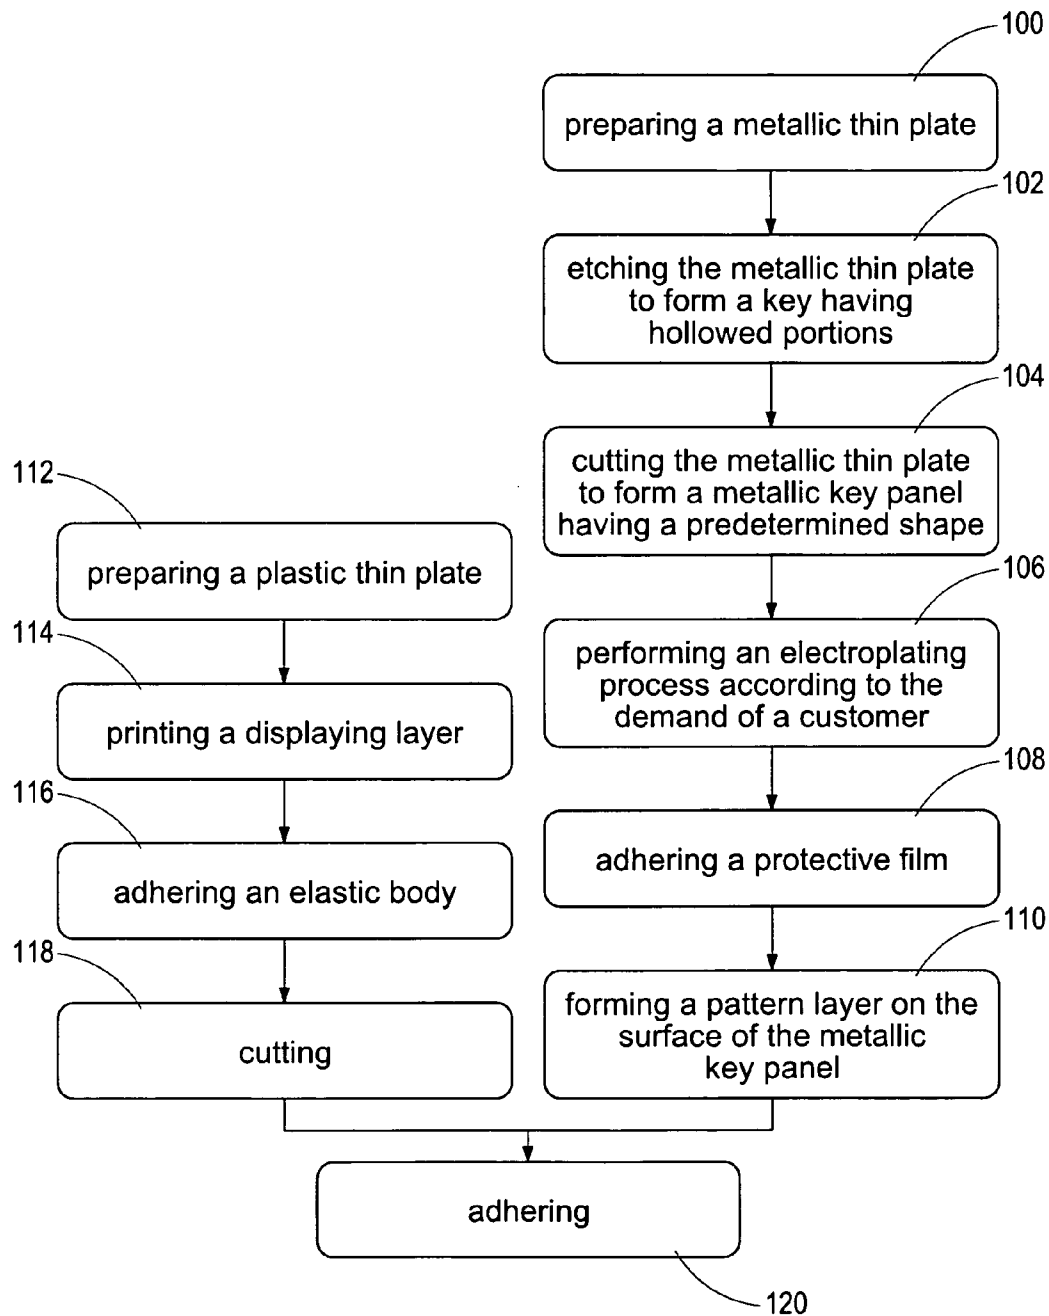 100
preparing a metallic thin plate
102
etching the metallic thin plate
to form a key having
hollowed portions
104
cutting the metallic thin plate
to form a metallic key panel
having a predetermined shape
106
performing an electroplating
process according to the
demand of a customer
108
adhering a protective film
110
forming a pattern layer on the
surface of the metallic
key panel
112
preparing a plastic thin plate
114
printing a displaying layer
116
adhering an elastic body
118
cutting
adhering
120